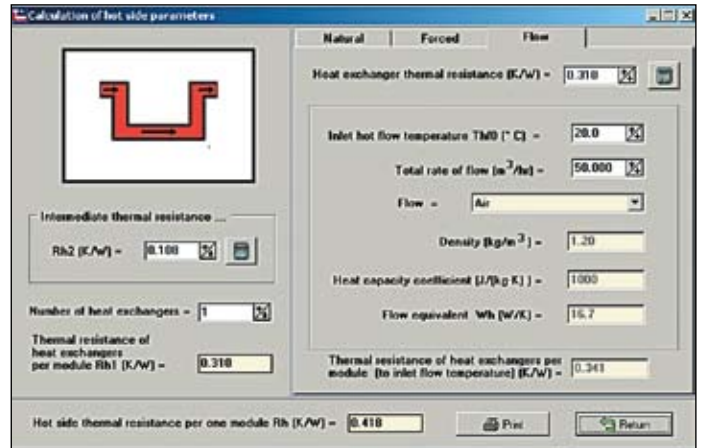 Calculation of hot side parameters
Natural
Forced
Flow
Heat exchanger thermal resistance (K/W) = 0.310
Inlet hot flow temperature Thf0 (° C) = 20.0
Total rate of flow (m³/hr) = 50.000
Flow = Air
Density (kg/m³) = 1.20
Heat capacity coefficient (J/(kg K)) = 1000
Flow equivalent Wh (W/K) = 16.7
Thermal resistance of heat exchangers per
module (to inlet flow temperature) (K/W) = 0.341
Intermediate thermal resistance ...
Rh2 (K/W) = 0.108
Number of heat exchangers = 1
Thermal resistance of
heat exchangers
per module Rh1 (K/W) = 0.310
Hot side thermal resistance per one module Rh (K/W) = 0.418
Print
Return